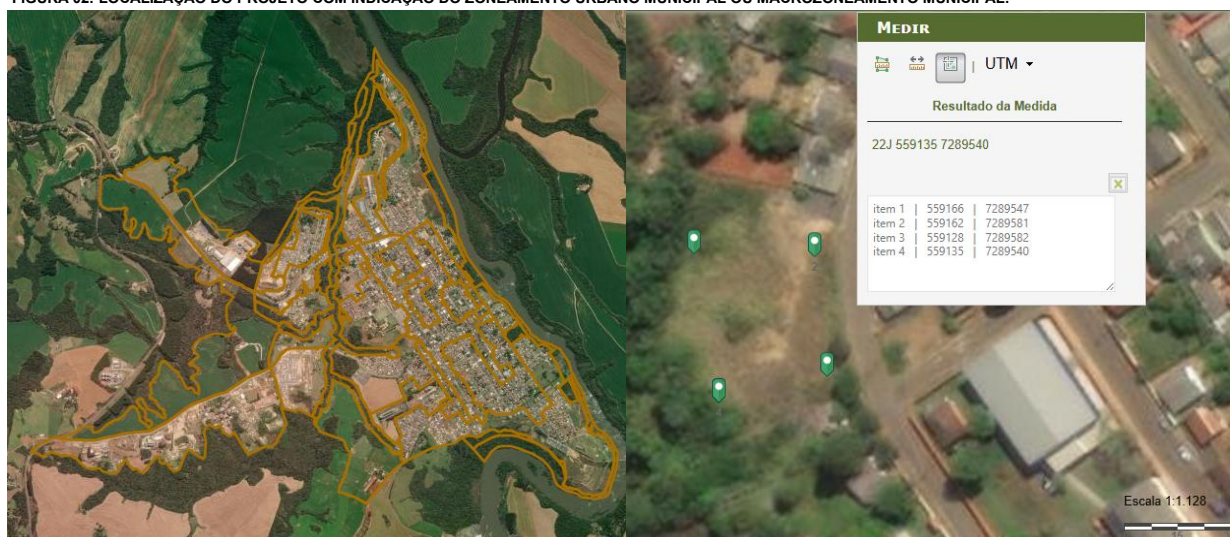 FIGURA 02: LOCALIZAÇÃO DO PROJETO COM INDICAÇÃO DO ZONEAMENTO URBANO MUNICIPAL OU MACROZONEAMENTO MUNICIPAL.
MEDIR
| UTM
Resultado da Medida
22J 559135 7289540
item 1 | 559166 | 7289547
item 2 | 559162 | 7289581
item 3 | 559128 | 7289582
item 4 | 559135 | 7289540
2
Escala 1:1.128